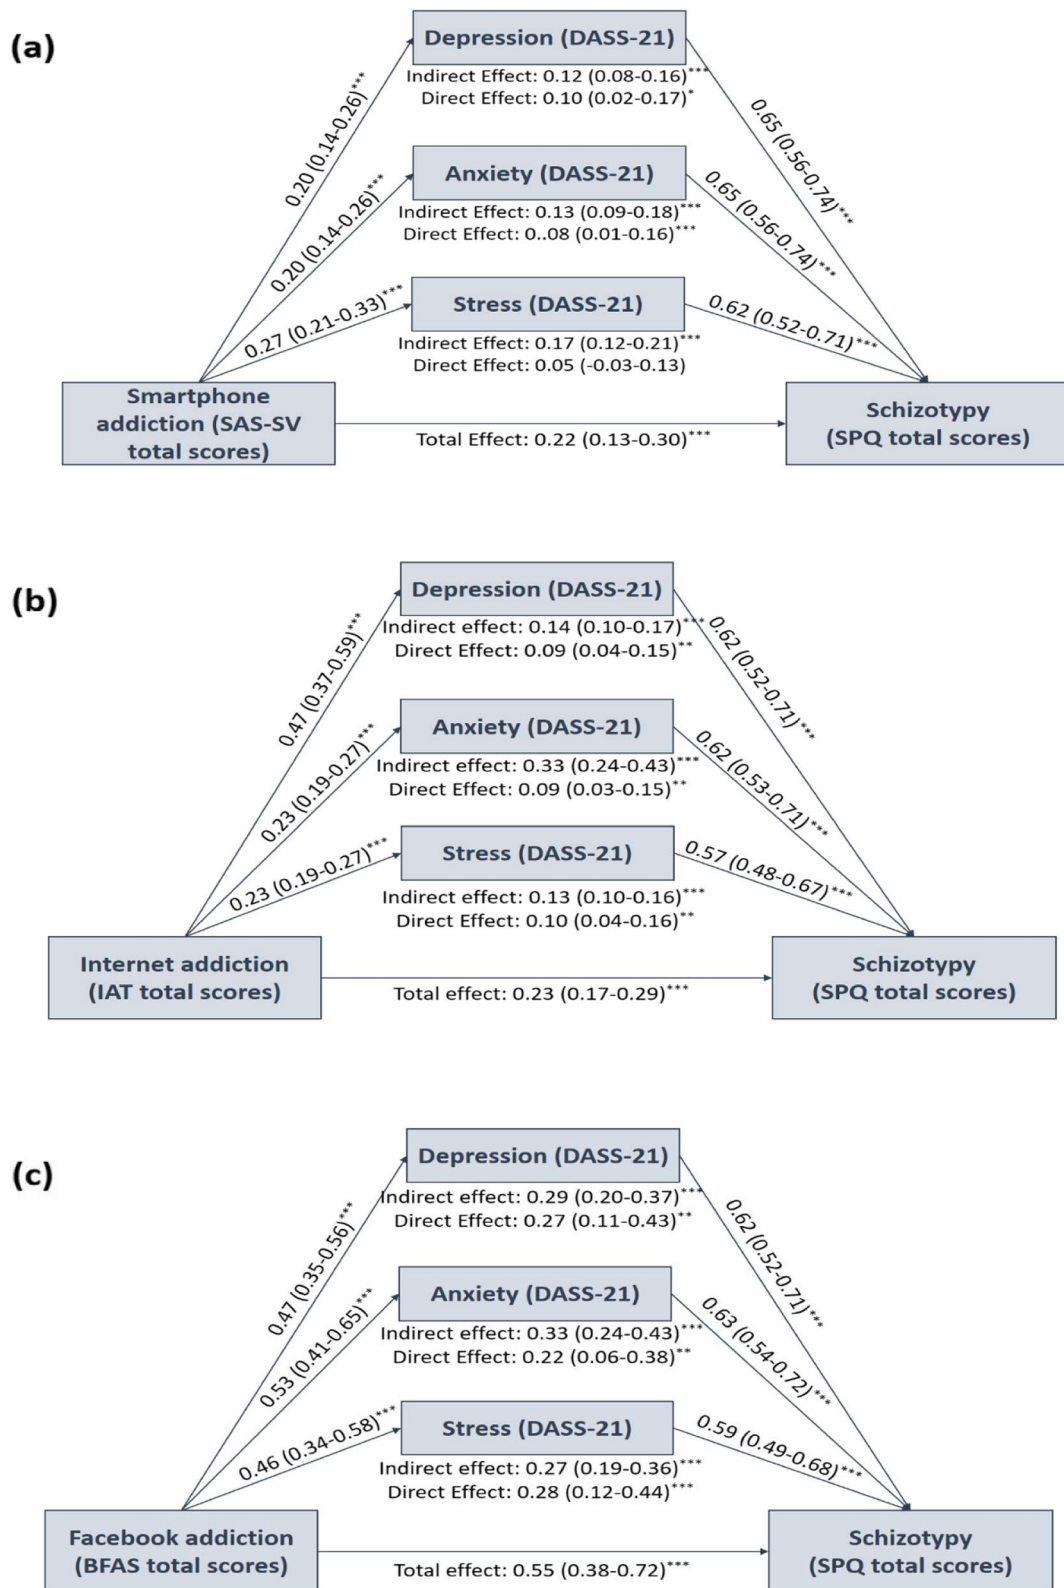 (a)
Depression (DASS-21)
Indirect Effect: 0.12 (0.08-0.16)***
Direct Effect: 0.10 (0.02-0.17)*
0.20 (0.14-0.26)***
0.65 (0.56-0.74)***
Anxiety (DASS-21)
Indirect Effect: 0.13 (0.09-0.18)***
Direct Effect: 0..08 (0.01-0.16)***
0.20 (0.14-0.26)***
0.65 (0.56-0.74)***
Stress (DASS-21)
Indirect Effect: 0.17 (0.12-0.21)***
Direct Effect: 0.05 (-0.03-0.13)
0.27 (0.21-0.33)***
0.62 (0.52-0.71)***
Smartphone
addiction (SAS-SV
total scores)
Total Effect: 0.22 (0.13-0.30)***
Schizotypy
(SPQ total scores)
(b)
Depression (DASS-21)
Indirect effect: 0.14 (0.10-0.17)***
Direct Effect: 0.09 (0.04-0.15)**
0.47 (0.37-0.59)***
0.62 (0.52-0.71)***
Anxiety (DASS-21)
Indirect effect: 0.33 (0.24-0.43)***
Direct Effect: 0.09 (0.03-0.15)**
0.23 (0.19-0.27)***
0.62 (0.53-0.71)***
Stress (DASS-21)
Indirect effect: 0.13 (0.10-0.16)***
Direct Effect: 0.10 (0.04-0.16)**
0.23 (0.19-0.27)***
0.57 (0.48-0.67)***
Internet addiction
(IAT total scores)
Total effect: 0.23 (0.17-0.29)***
Schizotypy
(SPQ total scores)
(c)
Depression (DASS-21)
Indirect effect: 0.29 (0.20-0.37)***
Direct Effect: 0.27 (0.11-0.43)**
0.47 (0.35-0.56)***
0.62 (0.52-0.71)***
Anxiety (DASS-21)
Indirect effect: 0.33 (0.24-0.43)***
Direct Effect: 0.22 (0.06-0.38)**
0.53 (0.41-0.65)***
0.63 (0.54-0.72)***
Stress (DASS-21)
Indirect effect: 0.27 (0.19-0.36)***
Direct Effect: 0.28 (0.12-0.44)***
0.46 (0.34-0.58)***
0.59 (0.49-0.68)***
Facebook addiction
(BFAS total scores)
Total effect: 0.55 (0.38-0.72)***
Schizotypy
(SPQ total scores)